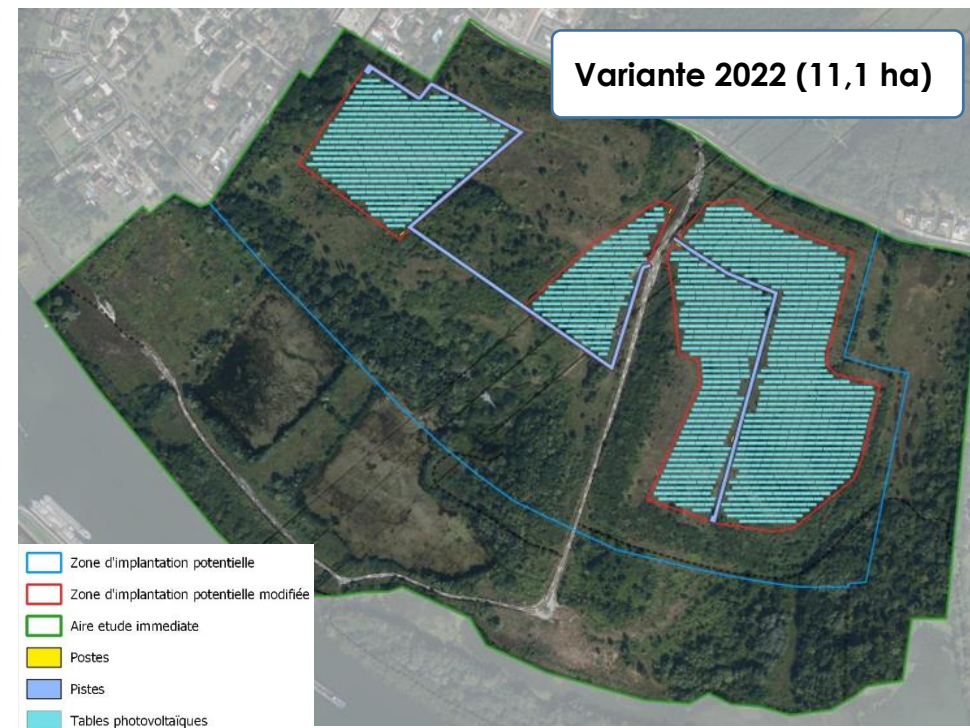 Variante 2022 (11,1 ha)
Zone d'implantation potentielle
Zone d'implantation potentielle modifiée
Aire etude immediate
Postes
Pistes
Tables photovoltaïques